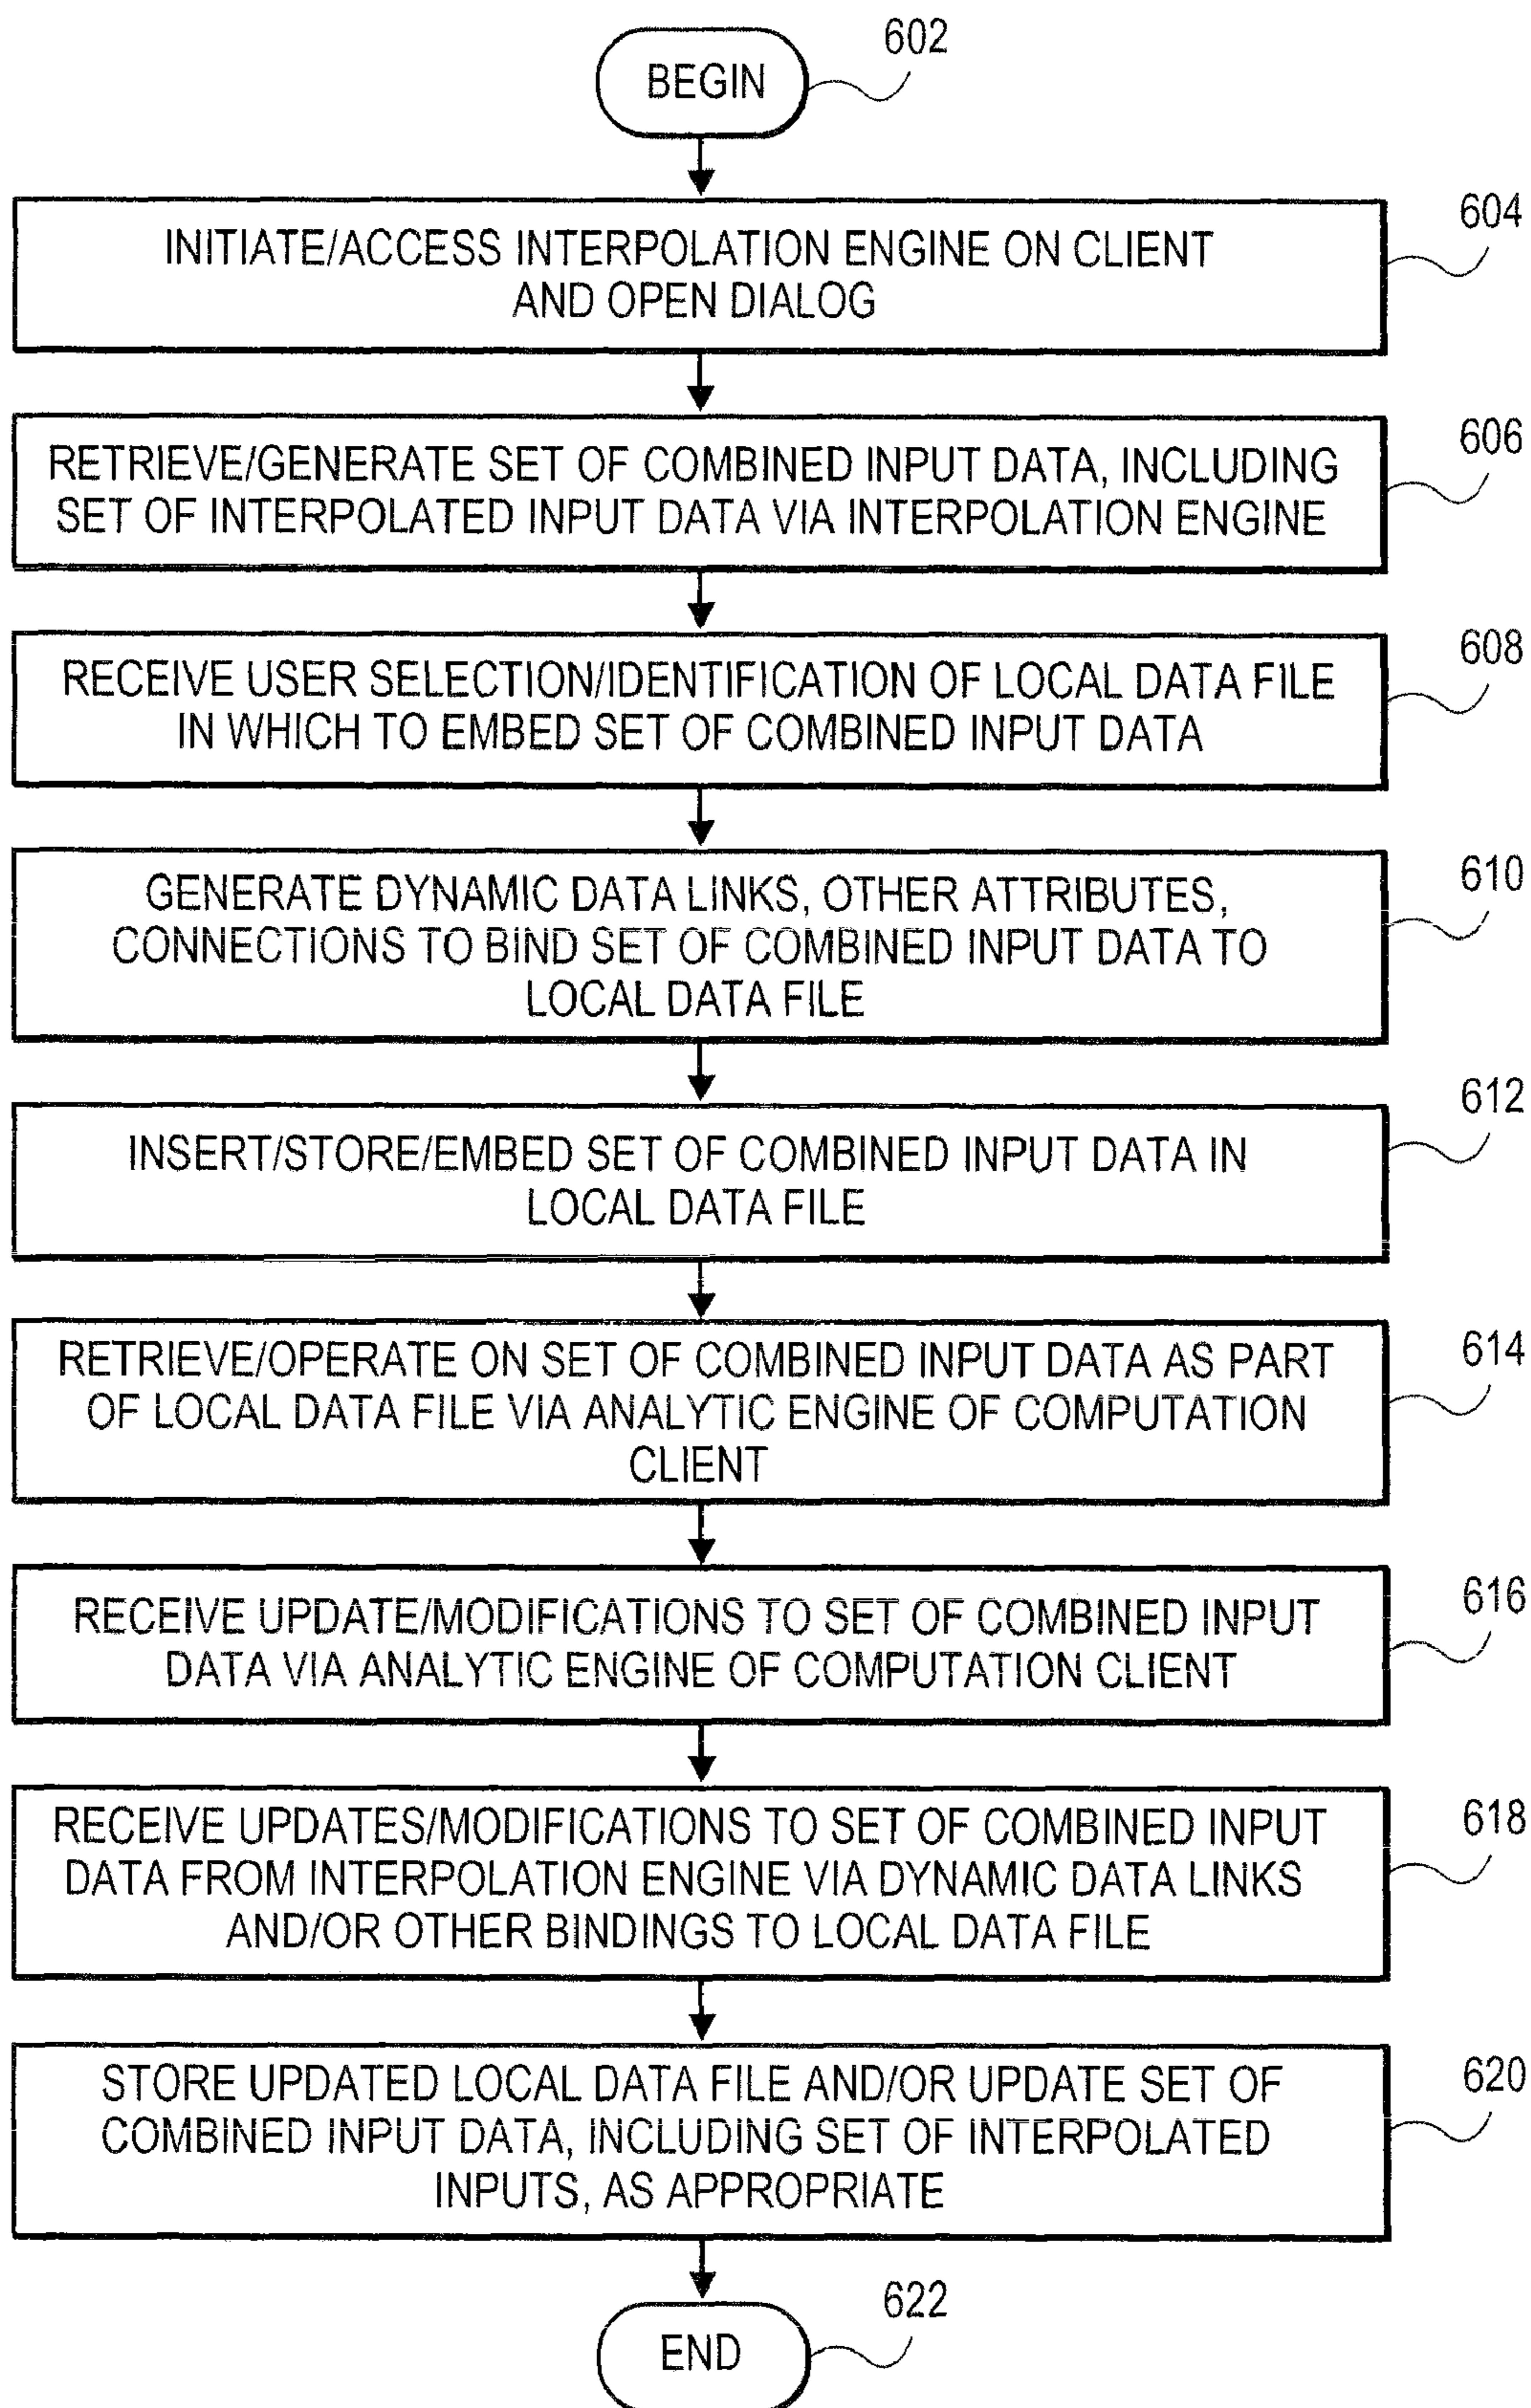 602
BEGIN
604
INITIATE/ACCESS INTERPOLATION ENGINE ON CLIENT
AND OPEN DIALOG
606
RETRIEVE/GENERATE SET OF COMBINED INPUT DATA, INCLUDING
SET OF INTERPOLATED INPUT DATA VIA INTERPOLATION ENGINE
608
RECEIVE USER SELECTION/IDENTIFICATION OF LOCAL DATA FILE
IN WHICH TO EMBED SET OF COMBINED INPUT DATA
610
GENERATE DYNAMIC DATA LINKS, OTHER ATTRIBUTES,
CONNECTIONS TO BIND SET OF COMBINED INPUT DATA TO
LOCAL DATA FILE
612
INSERT/STORE/EMBED SET OF COMBINED INPUT DATA IN
LOCAL DATA FILE
614
RETRIEVE/OPERATE ON SET OF COMBINED INPUT DATA AS PART
OF LOCAL DATA FILE VIA ANALYTIC ENGINE OF COMPUTATION
CLIENT
616
RECEIVE UPDATE/MODIFICATIONS TO SET OF COMBINED INPUT
DATA VIA ANALYTIC ENGINE OF COMPUTATION CLIENT
618
RECEIVE UPDATES/MODIFICATIONS TO SET OF COMBINED INPUT
DATA FROM INTERPOLATION ENGINE VIA DYNAMIC DATA LINKS
AND/OR OTHER BINDINGS TO LOCAL DATA FILE
620
STORE UPDATED LOCAL DATA FILE AND/OR UPDATE SET OF
COMBINED INPUT DATA, INCLUDING SET OF INTERPOLATED
INPUTS, AS APPROPRIATE
622
END